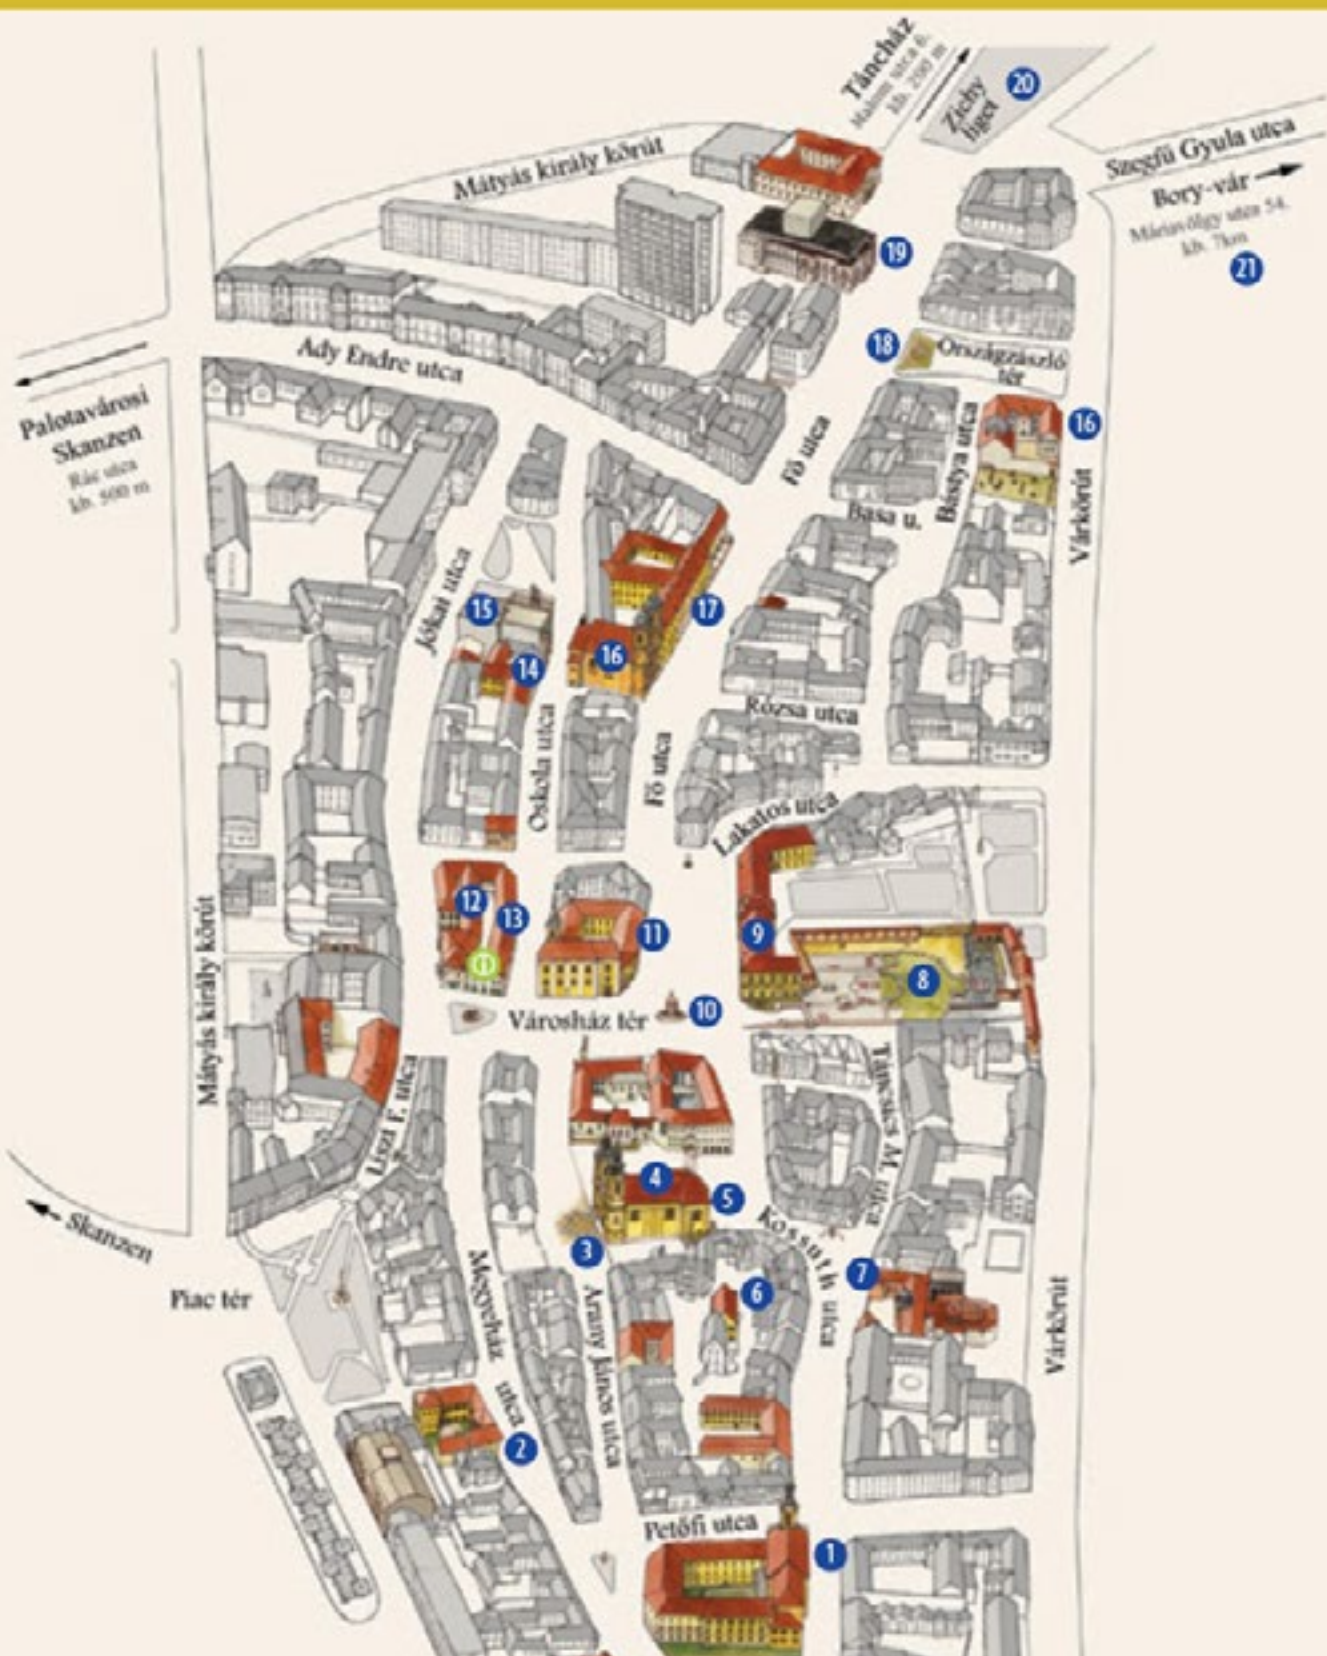 Táncház
Malom utca 6.
kb. 200 m
Zichy
liget
20
Mátyás király körút
Szegfű Gyula utca
Bory-vár
Máriavölgy utca 54.
kb. 7km
21
19
18
Országzászló
tér
Ady Endre utca
Palotavárosi
Skanzen
Rác utca
kb. 500 m
Fő utca
Bástya utca
16
Várkörút
Basa u.
Jókai utca
15
17
16
14
Rózsa utca
Oskola utca
Fő utca
Lakatos utca
12
13
11
9
i
8
10
Városház tér
Mátyás király körút
Táncsics M. utca
Liszt F. utca
4
5
Skanzen
3
Kossuth utca
7
6
Piac tér
Megyeház utca
Arany János utca
Várkörút
2
Petőfi utca
1